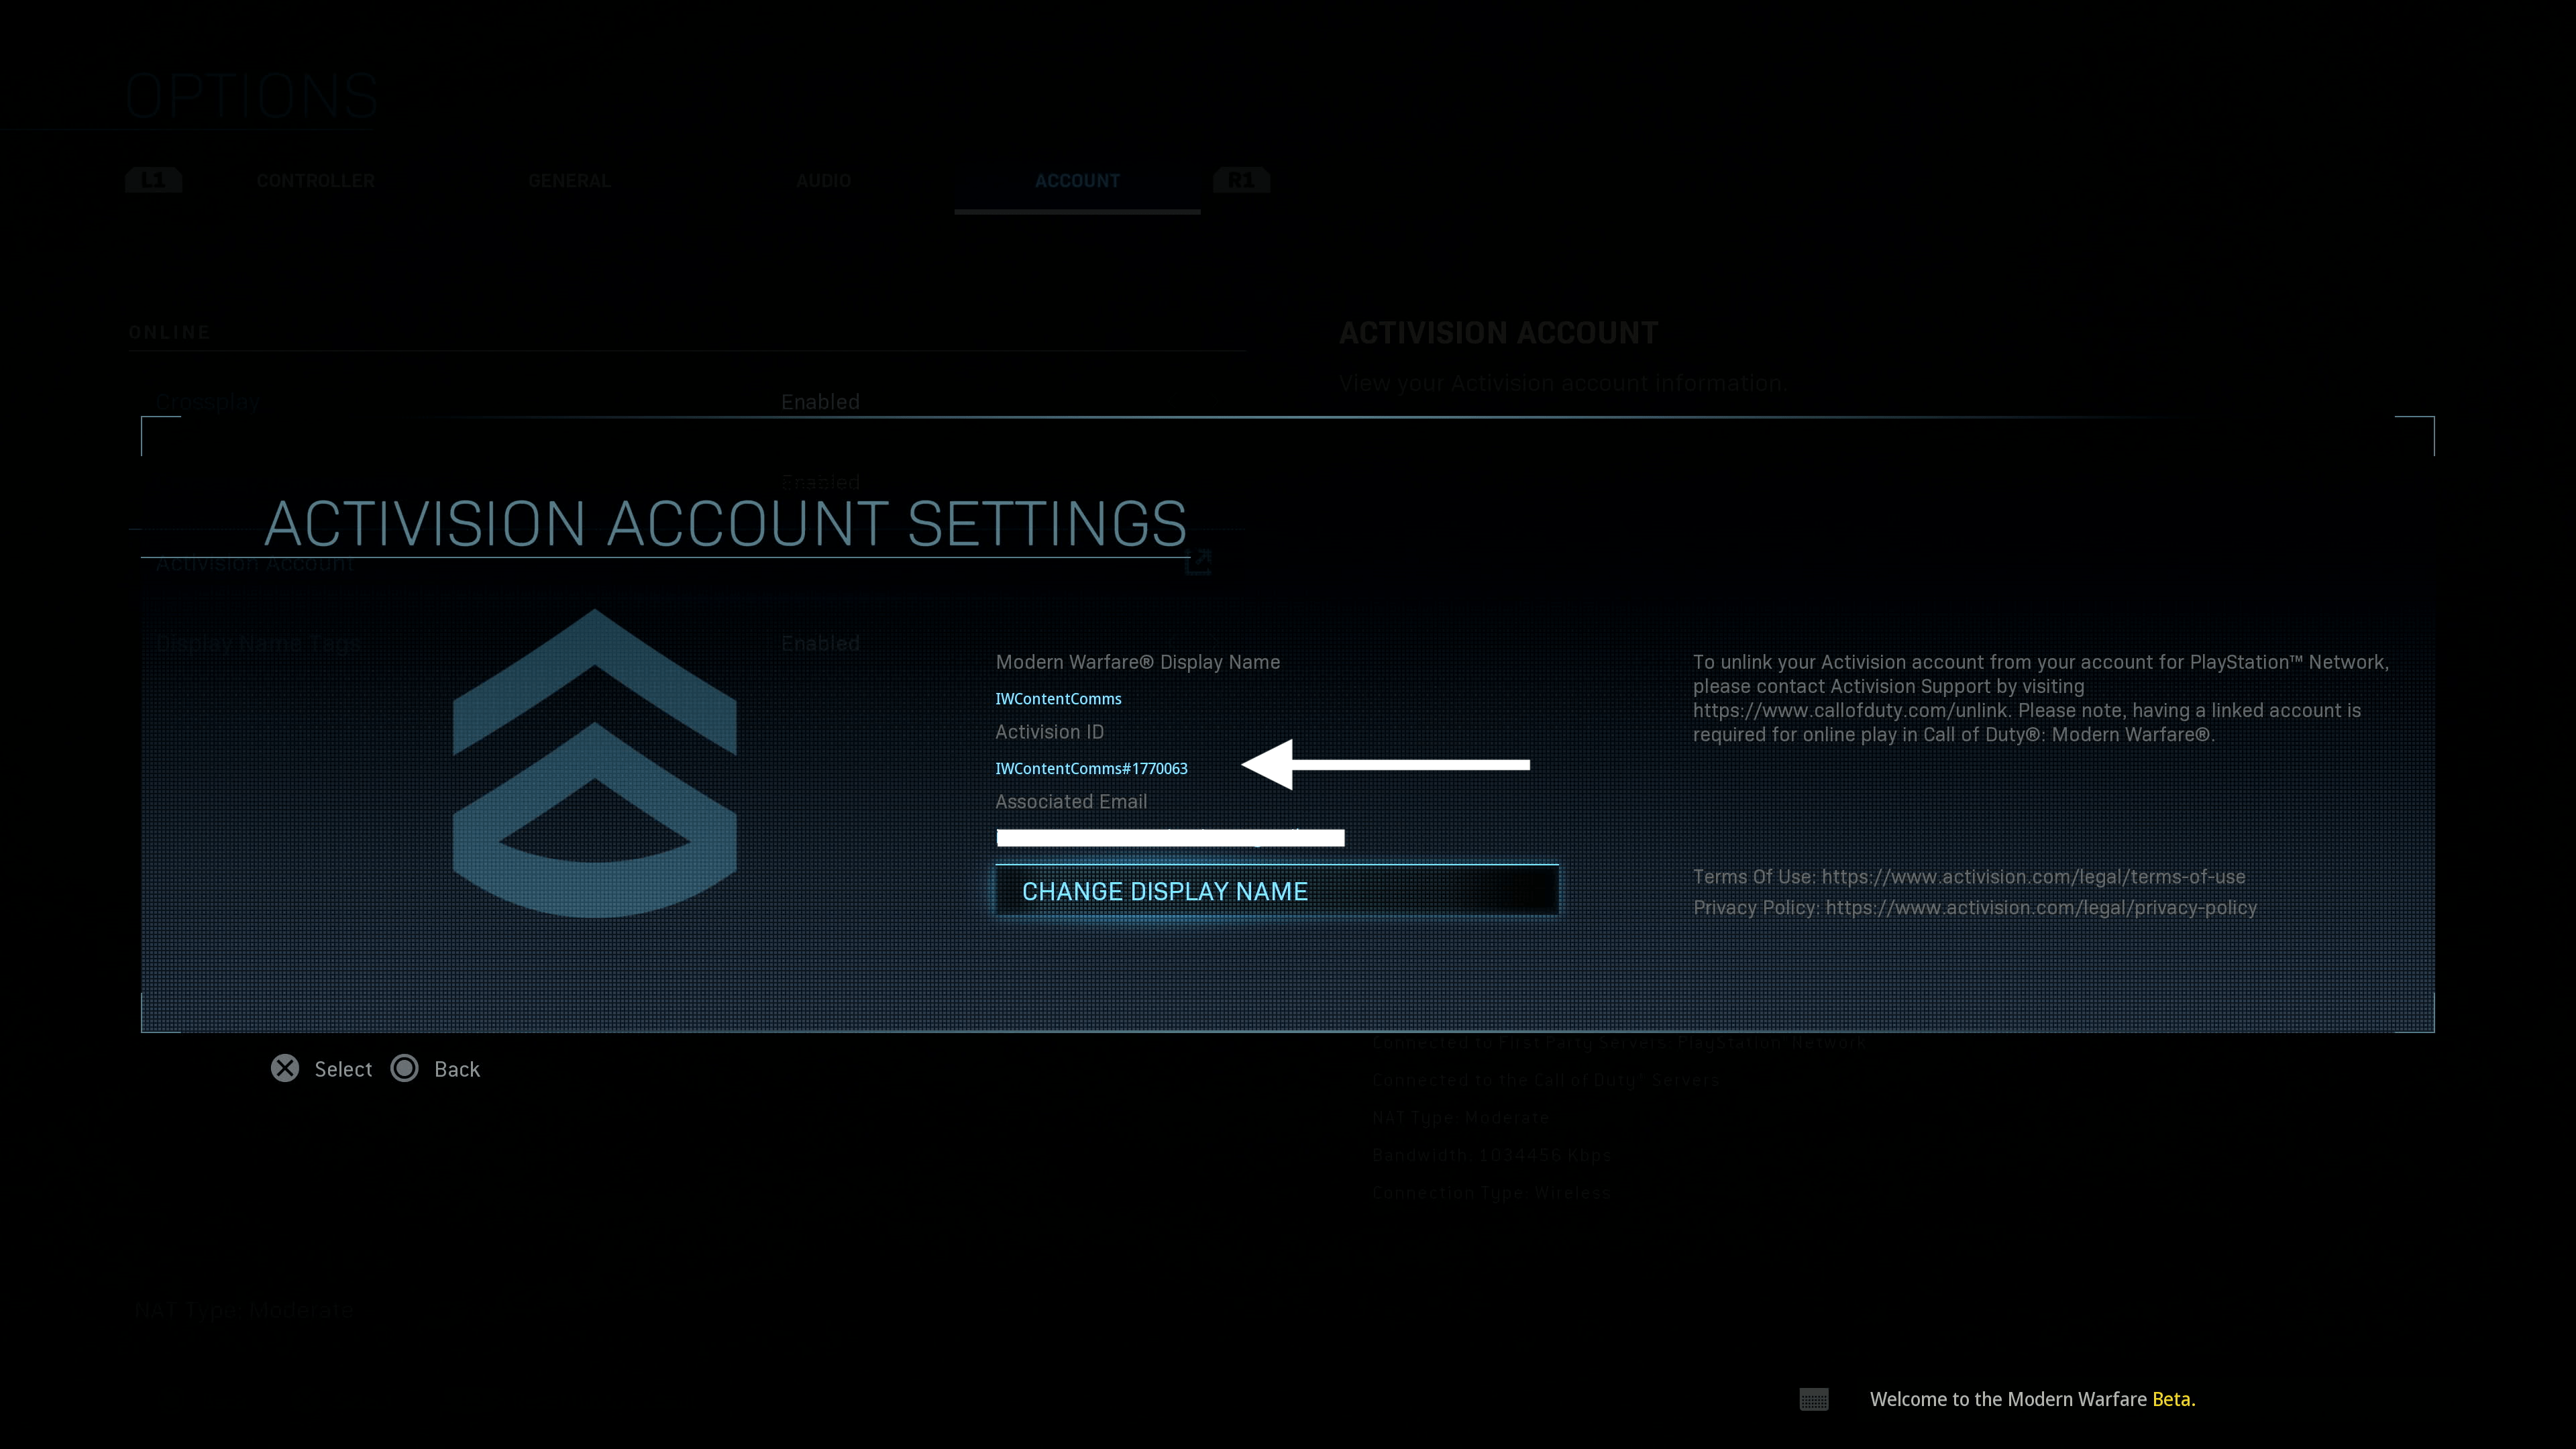 OPTIONS
L1 CONTROLLER GENERAL AUDIO ACCOUNT R1
ONLINE
ACTIVISION ACCOUNT
View your Activision account information.
Crossplay Enabled
Enabled
ACTIVISION ACCOUNT SETTINGS
Activision Account
Display Name Tags Enabled
Modern Warfare® Display Name
IWContentComms
Activision ID
IWContentComms#1770063
Associated Email
CHANGE DISPLAY NAME
To unlink your Activision account from your account for PlayStation™ Network,
please contact Activision Support by visiting
https://www.callofduty.com/unlink. Please note, having a linked account is
required for online play in Call of Duty®: Modern Warfare®.
Terms Of Use: https://www.activision.com/legal/terms-of-use
Privacy Policy: https://www.activision.com/legal/privacy-policy
Select Back
Connected to First Party Servers: PlayStation™Network
Connected to the Call of Duty® Servers
NAT Type: Moderate
Bandwidth: 1034456 Kbps
Connection Type: Wireless
NAT Type: Moderate
Welcome to the Modern Warfare Beta.